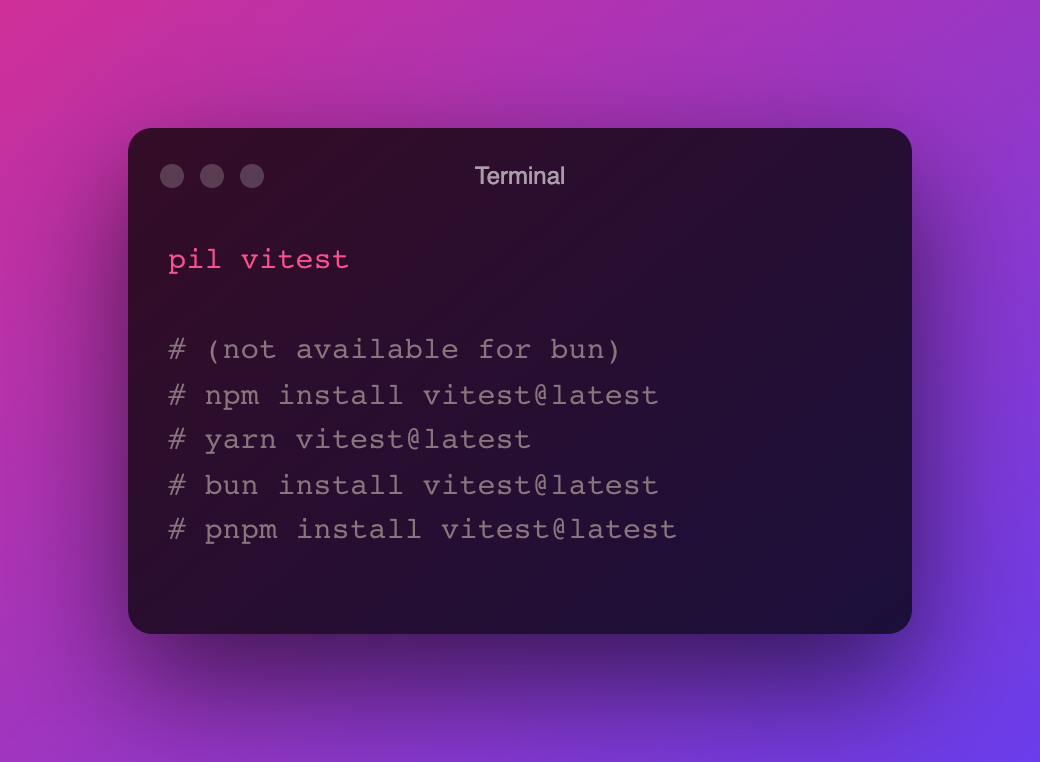 Terminal
pil vitest
# (not available for bun)
# npm install vitest@latest
# yarn vitest@latest
# bun install vitest@latest
# pnpm install vitest@latest